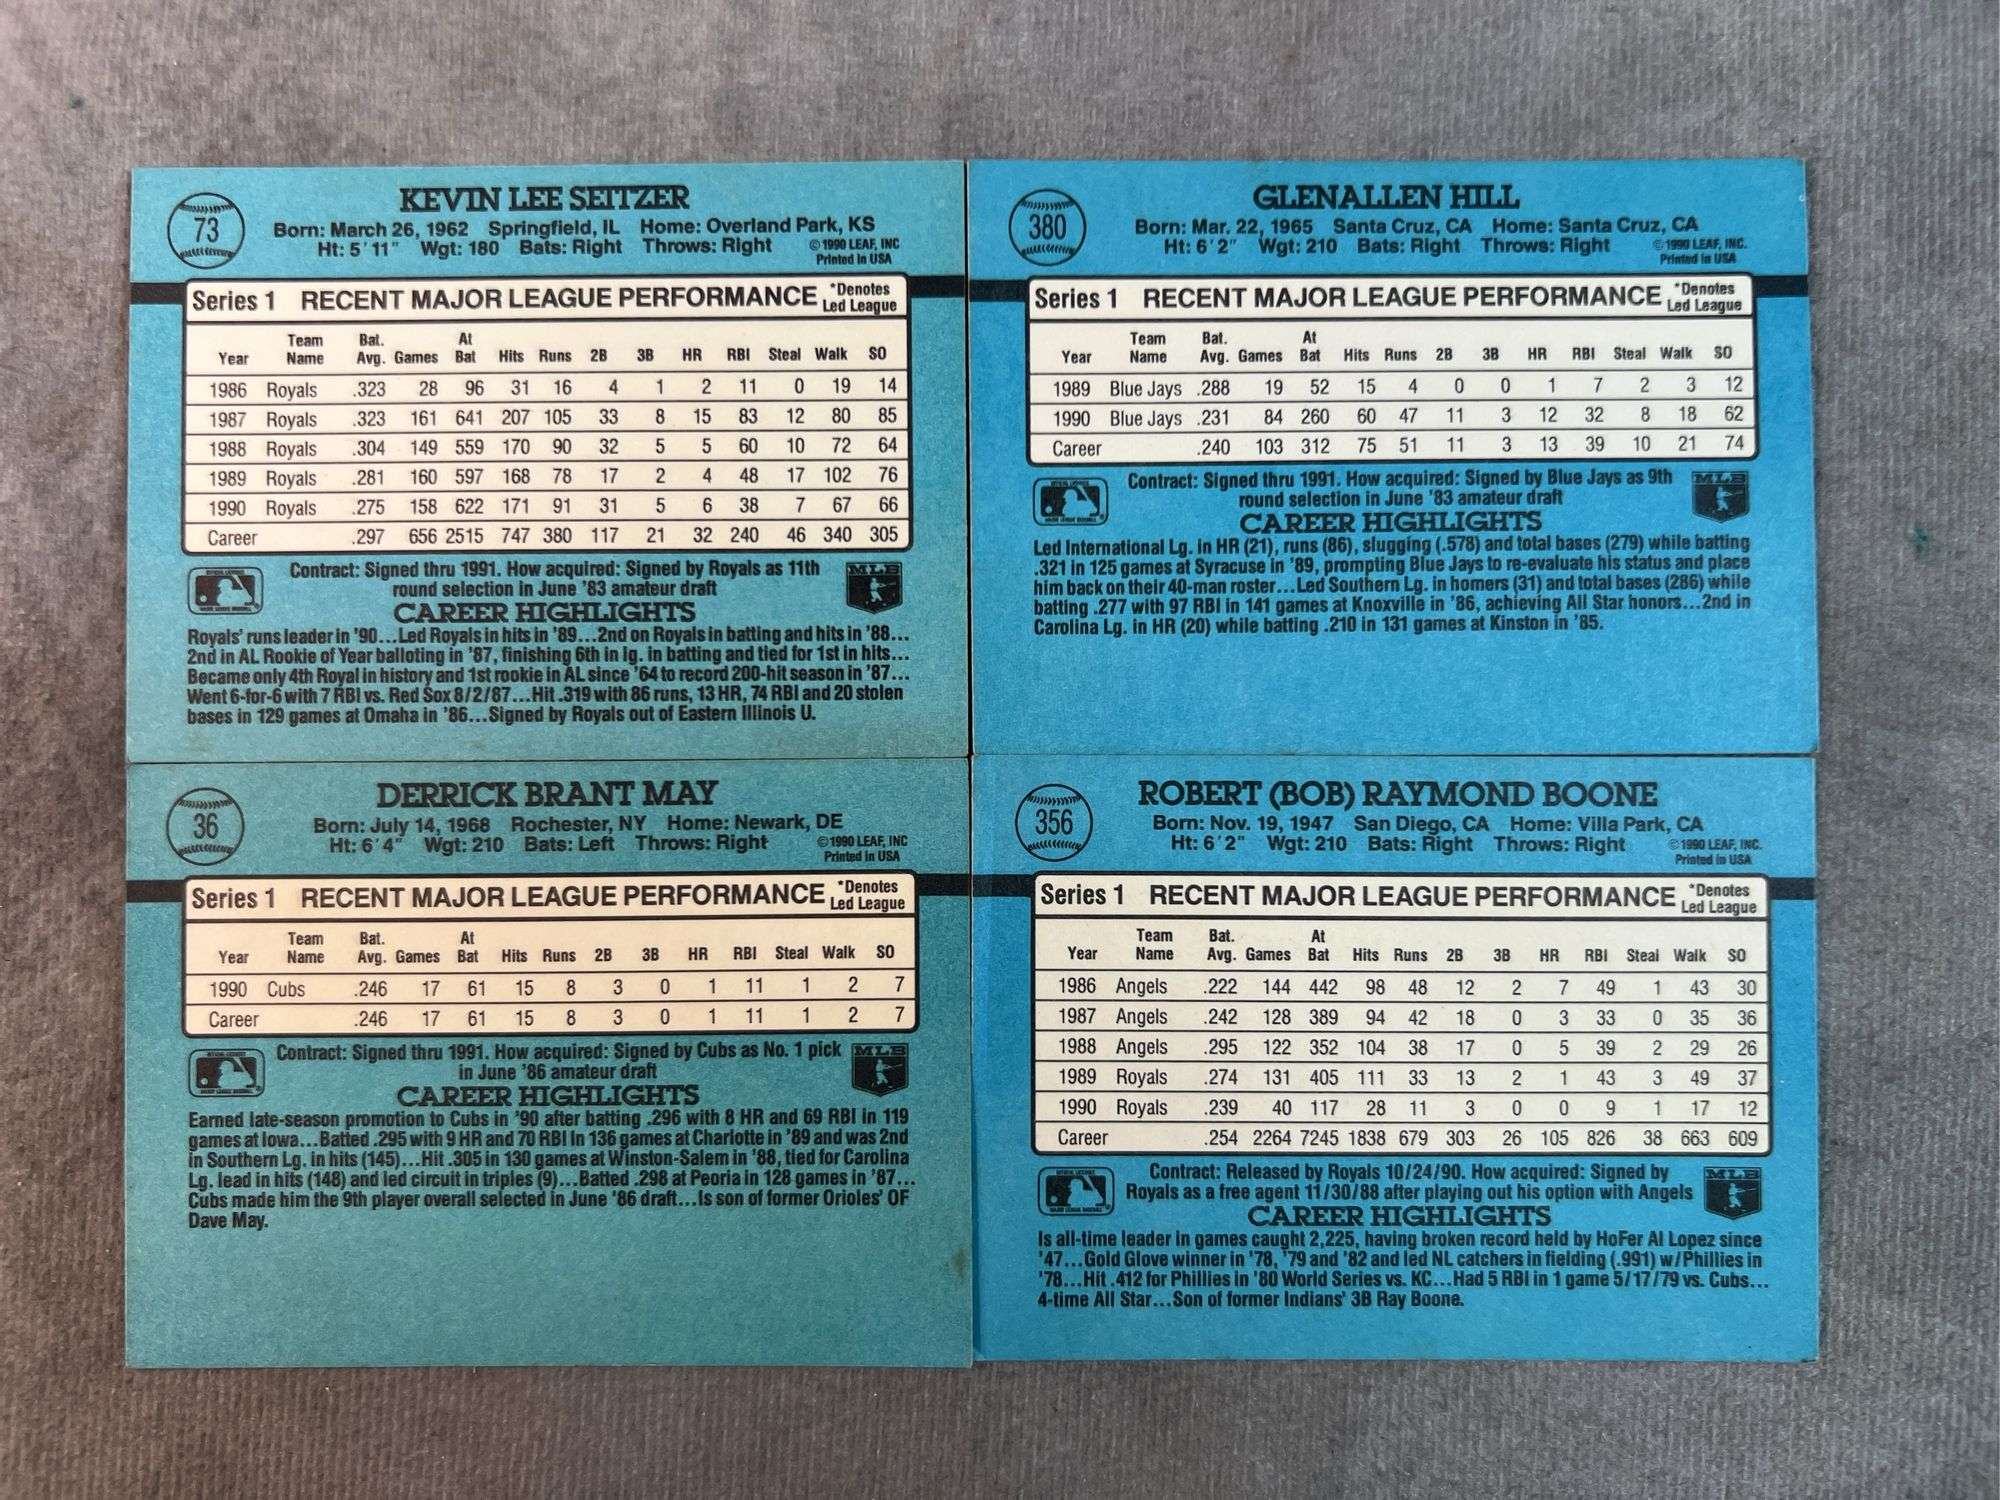 73
KEVIN LEE SEITZER
Born: March 26, 1962 Springfield, IL Home: Overland Park, KS
Ht: 5' 11" Wgt: 180 Bats: Right Throws: Right ©1990 LEAF, INC
Printed in USA
Series 1 RECENT MAJOR LEAGUE PERFORMANCE *Denotes
Led League
Team Bat. At
Year Name Avg. Games Bat Hits Runs 2B 3B HR RBI Steal Walk SO
1986 Royals .323 28 96 31 16 4 1 2 11 0 19 14
1987 Royals .323 161 641 207 105 33 8 15 83 12 80 85
1988 Royals .304 149 559 170 90 32 5 5 60 10 72 64
1989 Royals .281 160 597 168 78 17 2 4 48 17 102 76
1990 Royals .275 158 622 171 91 31 5 6 38 7 67 66
Career .297 656 2515 747 380 117 21 32 240 46 340 305
Contract: Signed thru 1991. How acquired: Signed by Royals as 11th
round selection in June '83 amateur draft
MLB
CAREER HIGHLIGHTS
Royals' runs leader in '90...Led Royals in hits in '89...2nd on Royals in batting and hits in '88...
2nd in AL Rookie of Year balloting in '87, finishing 6th in lg. in batting and tied for 1st in hits...
Became only 4th Royal in history and 1st rookie in AL since '64 to record 200-hit season in '87...
Went 6-for-6 with 7 RBI vs. Red Sox 8/2/87...Hit .319 with 86 runs, 13 HR, 74 RBI and 20 stolen
bases in 129 games at Omaha in '86...Signed by Royals out of Eastern Illinois U.
380
GLENALLEN HILL
Born: Mar. 22, 1965 Santa Cruz, CA Home: Santa Cruz, CA
Ht: 6' 2" Wgt: 210 Bats: Right Throws: Right ©1990 LEAF, INC.
Printed in USA
Series 1 RECENT MAJOR LEAGUE PERFORMANCE *Denotes
Led League
Team Bat. At
Year Name Avg. Games Bat Hits Runs 2B 3B HR RBI Steal Walk SO
1989 Blue Jays .288 19 52 15 4 0 0 1 7 2 3 12
1990 Blue Jays .231 84 260 60 47 11 3 12 32 8 18 62
Career .240 103 312 75 51 11 3 13 39 10 21 74
Contract: Signed thru 1991. How acquired: Signed by Blue Jays as 9th
round selection in June '83 amateur draft
MLB
CAREER HIGHLIGHTS
Led International Lg. in HR (21), runs (86), slugging (.578) and total bases (279) while batting
.321 in 125 games at Syracuse in '89, prompting Blue Jays to re-evaluate his status and place
him back on their 40-man roster...Led Southern Lg. in homers (31) and total bases (286) while
batting .277 with 97 RBI in 141 games at Knoxville in '86, achieving All Star honors...2nd in
Carolina Lg. in HR (20) while batting .210 in 131 games at Kinston in '85.
36
DERRICK BRANT MAY
Born: July 14, 1968 Rochester, NY Home: Newark, DE
Ht: 6' 4" Wgt: 210 Bats: Left Throws: Right ©1990 LEAF, INC
Printed in USA
Series 1 RECENT MAJOR LEAGUE PERFORMANCE *Denotes
Led League
Team Bat. At
Year Name Avg. Games Bat Hits Runs 2B 3B HR RBI Steal Walk SO
1990 Cubs .246 17 61 15 8 3 0 1 11 1 2 7
Career .246 17 61 15 8 3 0 1 11 1 2 7
Contract: Signed thru 1991. How acquired: Signed by Cubs as No. 1 pick
in June '86 amateur draft
MLB
CAREER HIGHLIGHTS
Earned late-season promotion to Cubs in '90 after batting .296 with 8 HR and 69 RBI in 119
games at Iowa...Batted .295 with 9 HR and 70 RBI in 136 games at Charlotte in '89 and was 2nd
in Southern Lg. in hits (145)...Hit .305 in 130 games at Winston-Salem in '88, tied for Carolina
Lg. lead in hits (148) and led circuit in triples (9)...Batted .298 at Peoria in 128 games in '87...
Cubs made him the 9th player overall selected in June '86 draft...Is son of former Orioles' OF
Dave May.
356
ROBERT (BOB) RAYMOND BOONE
Born: Nov. 19, 1947 San Diego, CA Home: Villa Park, CA
Ht: 6' 2" Wgt: 210 Bats: Right Throws: Right ©1990 LEAF, INC.
Printed in USA
Series 1 RECENT MAJOR LEAGUE PERFORMANCE *Denotes
Led League
Team Bat. At
Year Name Avg. Games Bat Hits Runs 2B 3B HR RBI Steal Walk SO
1986 Angels .222 144 442 98 48 12 2 7 49 1 43 30
1987 Angels .242 128 389 94 42 18 0 3 33 0 35 36
1988 Angels .295 122 352 104 38 17 0 5 39 2 29 26
1989 Royals .274 131 405 111 33 13 2 1 43 3 49 37
1990 Royals .239 40 117 28 11 3 0 0 9 1 17 12
Career .254 2264 7245 1838 679 303 26 105 826 38 663 609
Contract: Released by Royals 10/24/90. How acquired: Signed by
Royals as a free agent 11/30/88 after playing out his option with Angels
MLB
CAREER HIGHLIGHTS
Is all-time leader in games caught 2,225, having broken record held by HoFer Al Lopez since
'47...Gold Glove winner in '78, '79 and '82 and led NL catchers in fielding (.991) w/Phillies in
'78...Hit .412 for Phillies in '80 World Series vs. KC...Had 5 RBI in 1 game 5/17/79 vs. Cubs...
4-time All Star...Son of former Indians' 3B Ray Boone.